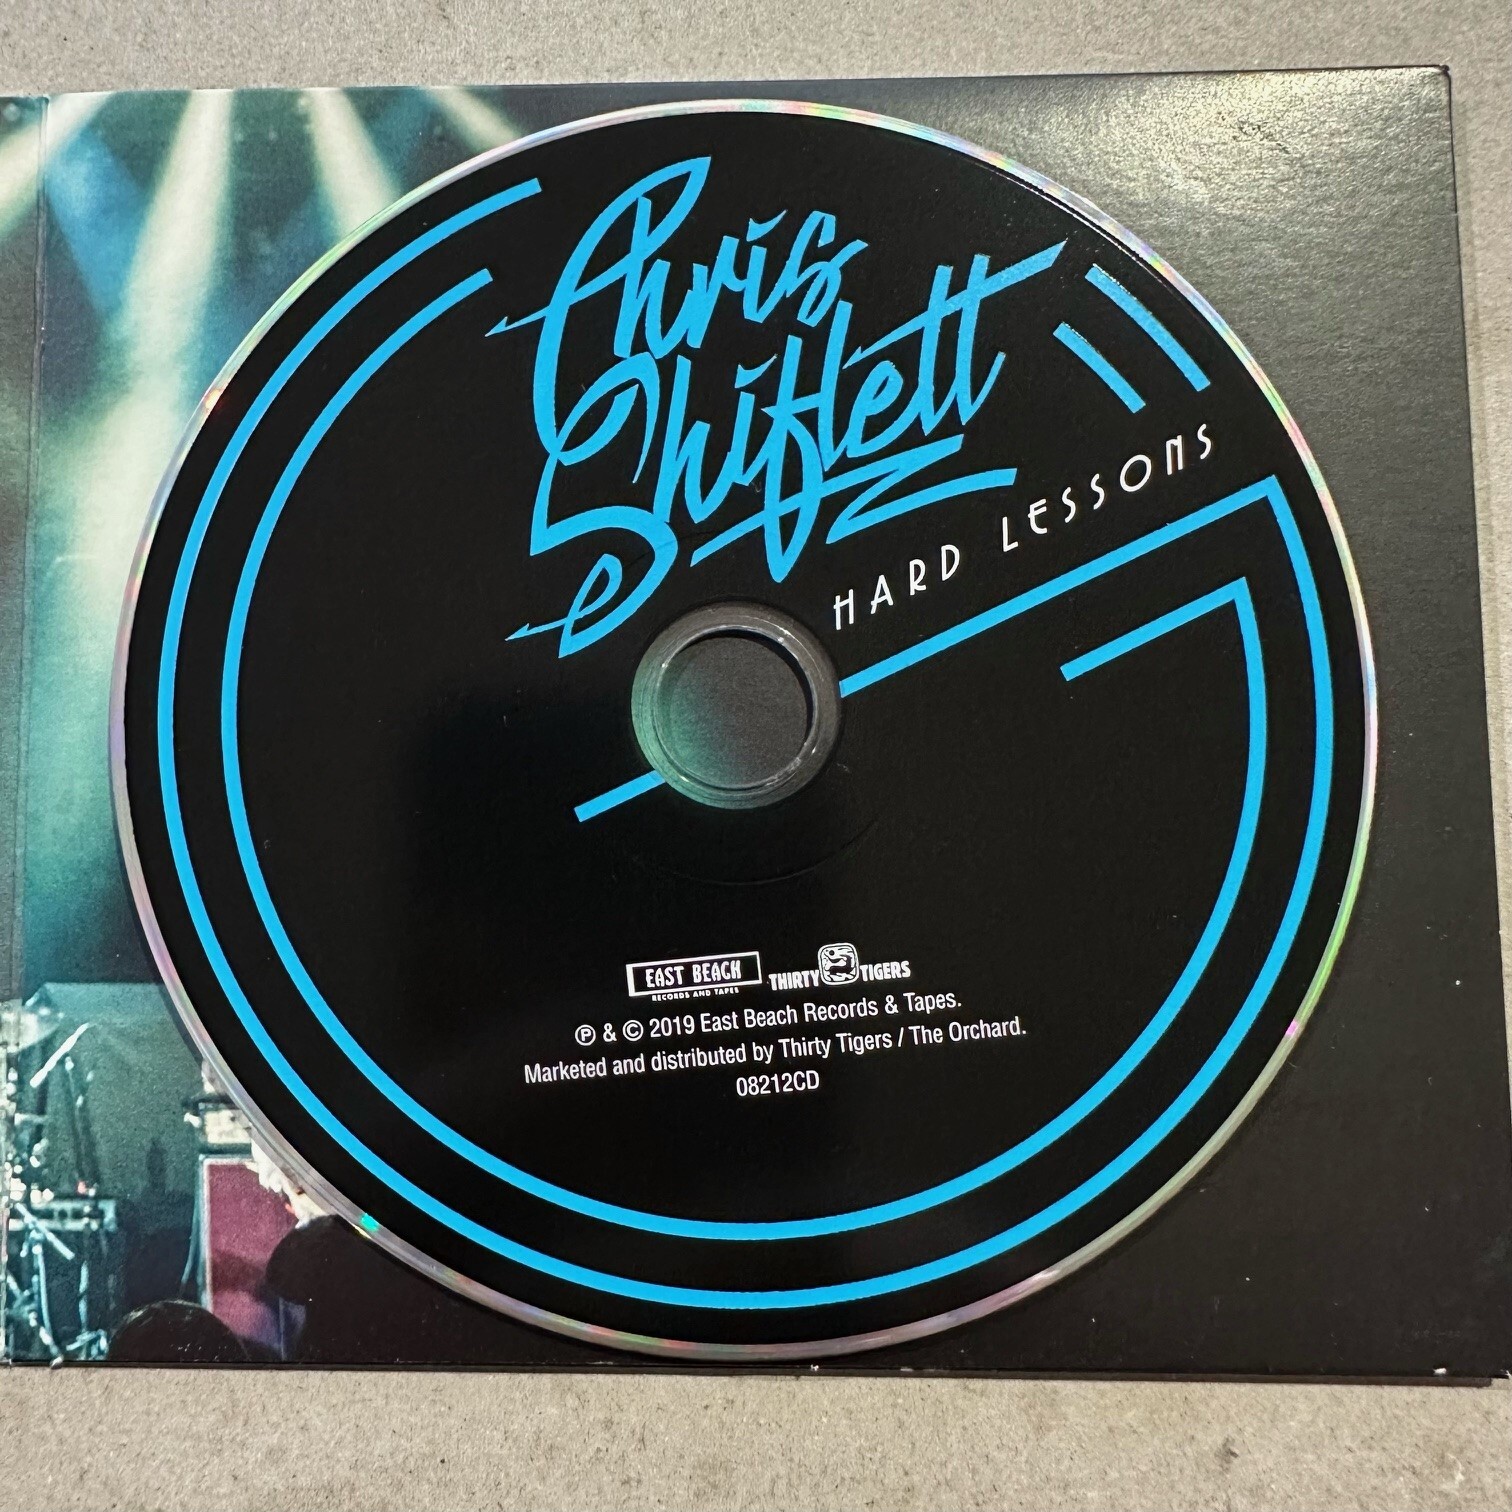 Chris
Shiflett
HARD LESSONS
EAST BEACH
RECORDS AND TAPES
THIRTY TIGERS
℗ & © 2019 East Beach Records & Tapes.
Marketed and distributed by Thirty Tigers / The Orchard.
08212CD